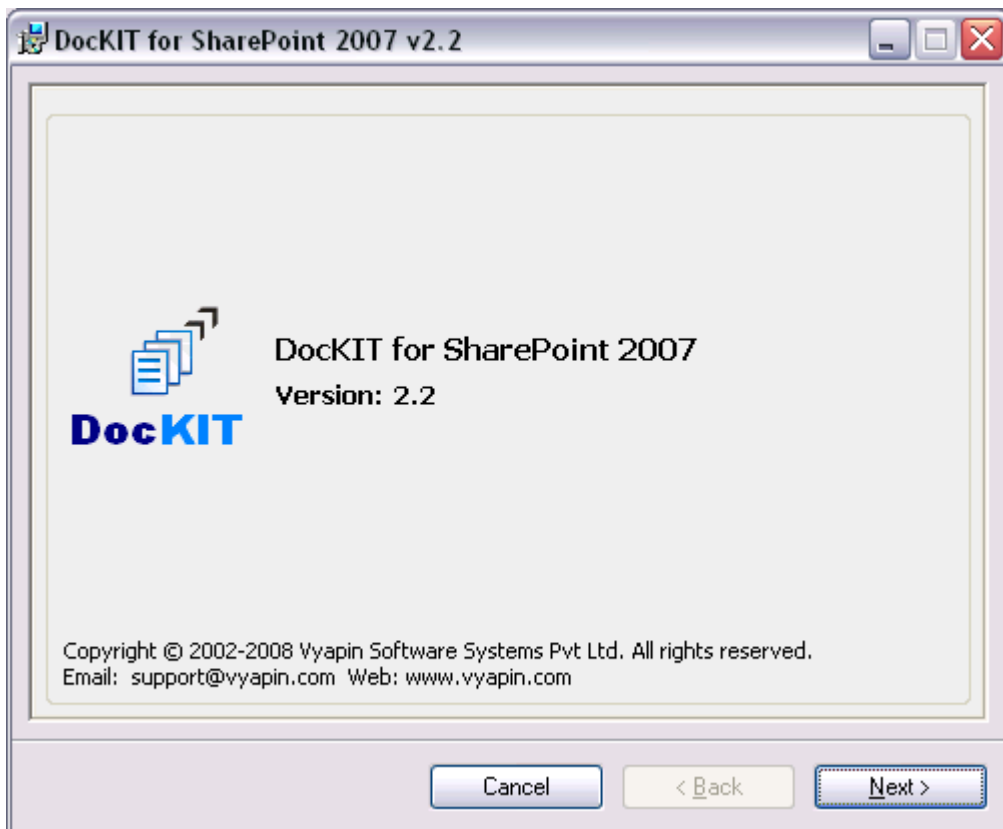 DocKIT for SharePoint 2007 v2.2
DocKIT for SharePoint 2007
Version: 2.2
DocKIT
Copyright © 2002-2008 Vyapin Software Systems Pvt Ltd. All rights reserved.
Email: support@vyapin.com Web: www.vyapin.com
Cancel
< Back
Next >